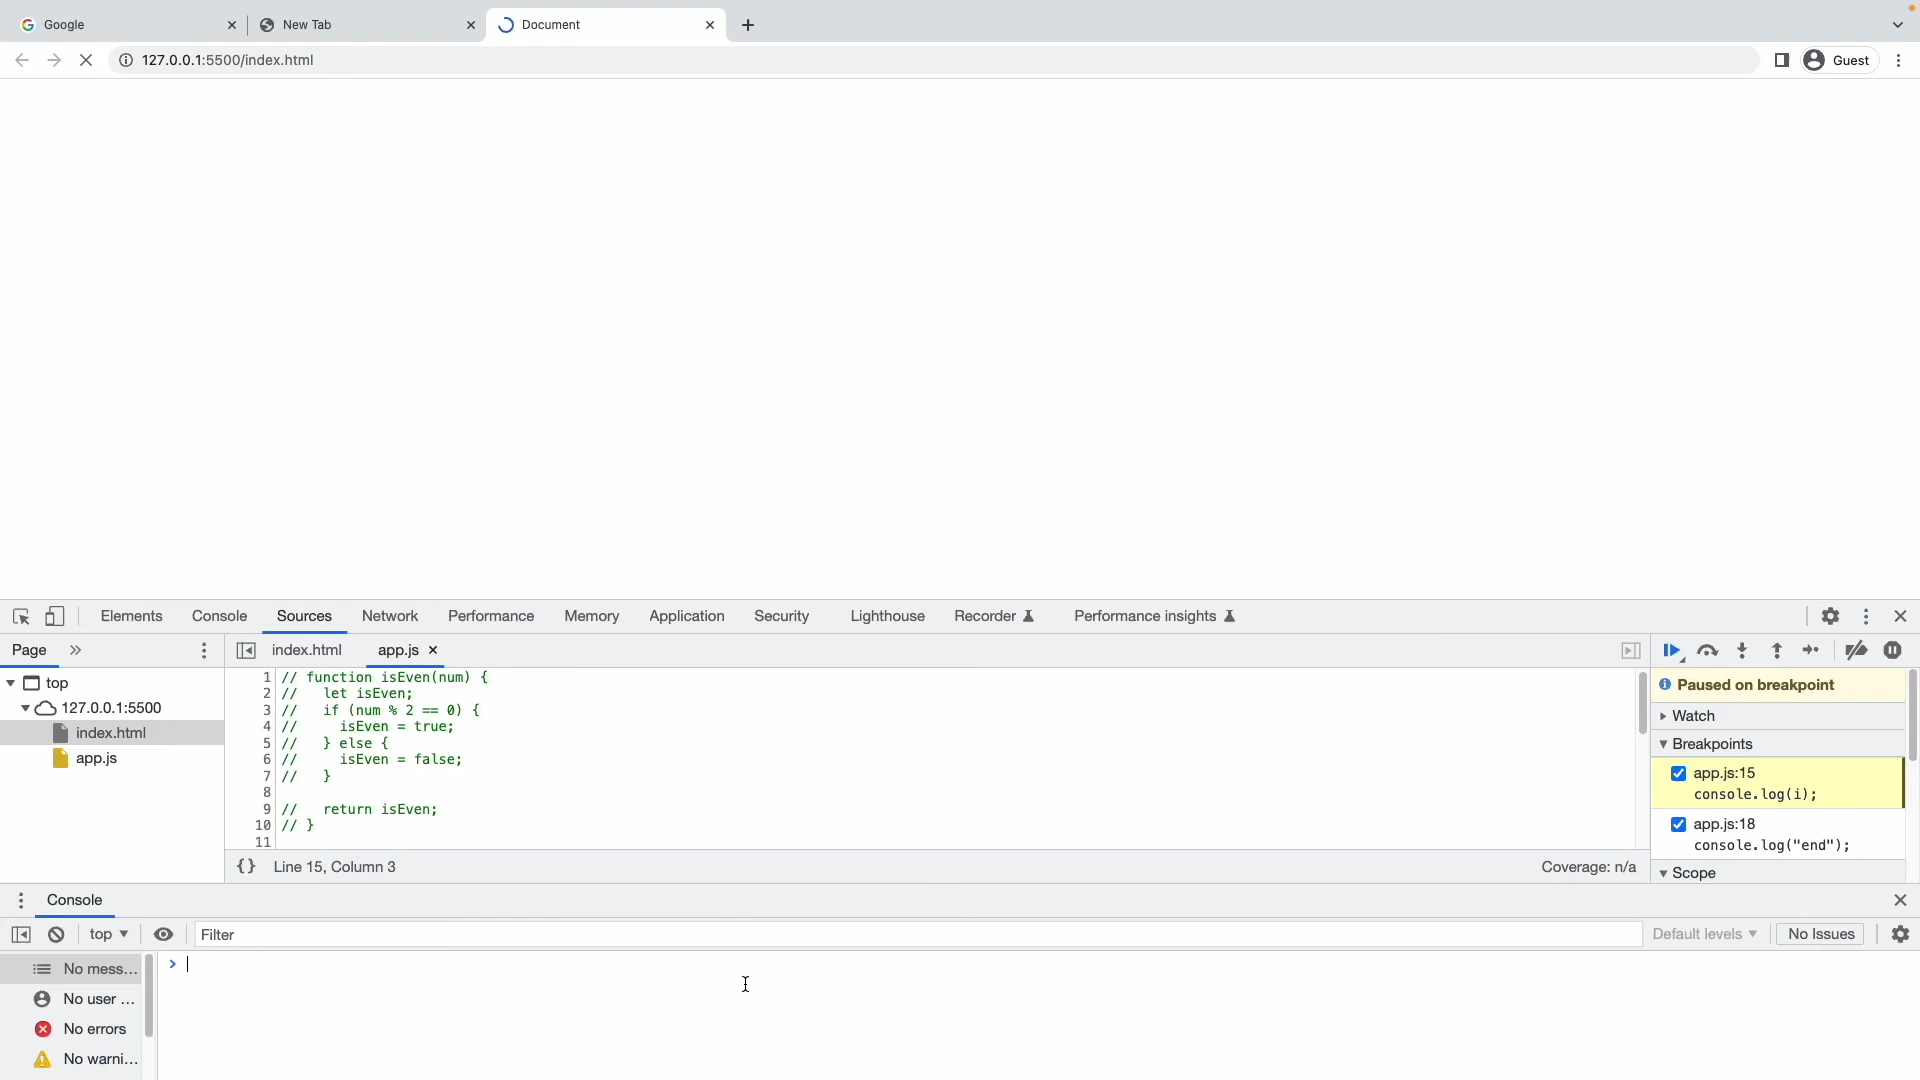 Google
New Tab
Document
127.0.0.1:5500/index.html
Guest
Elements
Console
Sources
Network
Performance
Memory
Application
Security
Lighthouse
Recorder
Performance insights
Page
index.html
app.js
top
127.0.0.1:5500
index.html
app.js
1 // function isEven(num) {
2 //   let isEven;
3 //   if (num % 2 == 0) {
4 //     isEven = true;
5 //   } else {
6 //     isEven = false;
7 //   }
8
9 //   return isEven;
10 // }
11
{} Line 15, Column 3
Coverage: n/a
Paused on breakpoint
Watch
Breakpoints
app.js:15
console.log(i);
app.js:18
console.log("end");
Scope
Console
top
Filter
Default levels
No Issues
No mess...
No user ...
No errors
No warni...
>